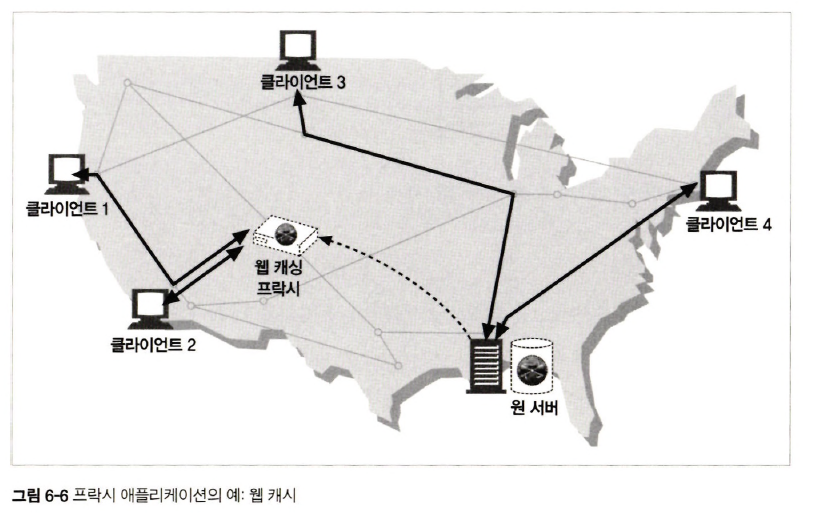 클라이언트 3
클라이언트 1
클라이언트 4
웹 캐싱
프락시
클라이언트 2
원 서버
그림 6-6 프락시 애플리케이션의 예: 웹 캐시